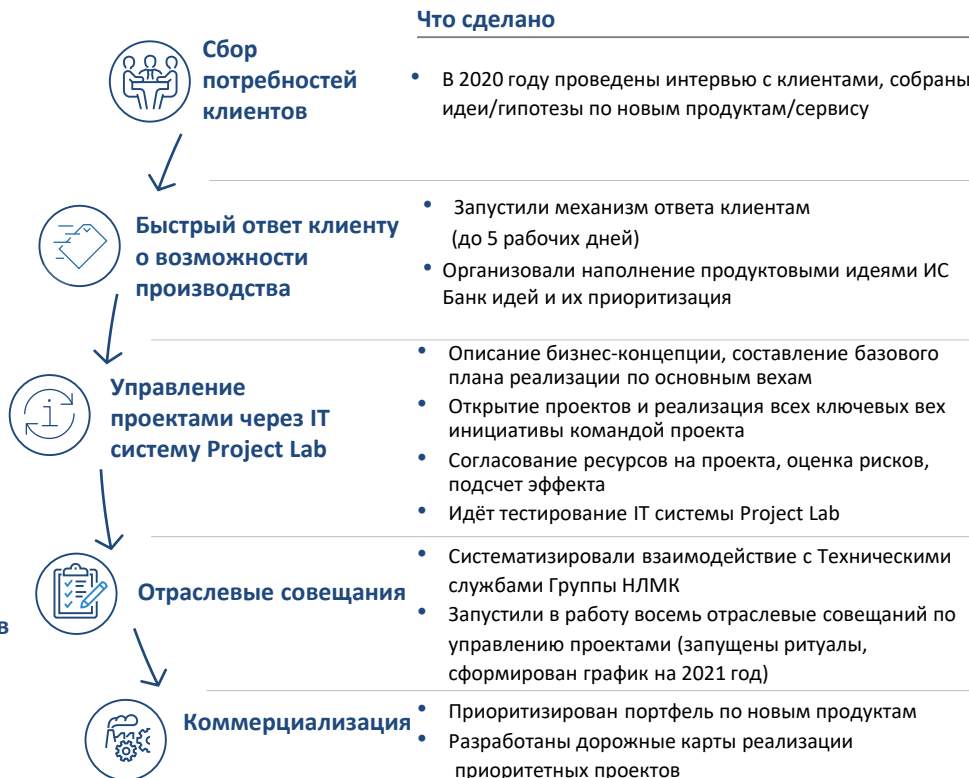 Что сделано
Сбор
потребностей
клиентов
• В 2020 году проведены интервью с клиентами, собраны
идеи/гипотезы по новым продуктам/сервису
Быстрый ответ клиенту
о возможности
производства
• Запустили механизм ответа клиентам
(до 5 рабочих дней)
• Организовали наполнение продуктовыми идеями ИС
Банк идей и их приоритизация
Управление
проектами через IT
систему Project Lab
• Описание бизнес-концепции, составление базового
плана реализации по основным вехам
• Открытие проектов и реализация всех ключевых вех
инициативы командой проекта
• Согласование ресурсов на проекта, оценка рисков,
подсчет эффекта
• Идёт тестирование IT системы Project Lab
Отраслевые совещания
• Систематизировали взаимодействие с Техническими
службами Группы НЛМК
• Запустили в работу восемь отраслевые совещаний по
управлению проектами (запущены ритуалы,
сформирован график на 2021 год)
в
Коммерциализация
• Приоритизирован портфель по новым продуктам
• Разработаны дорожные карты реализации
приоритетных проектов